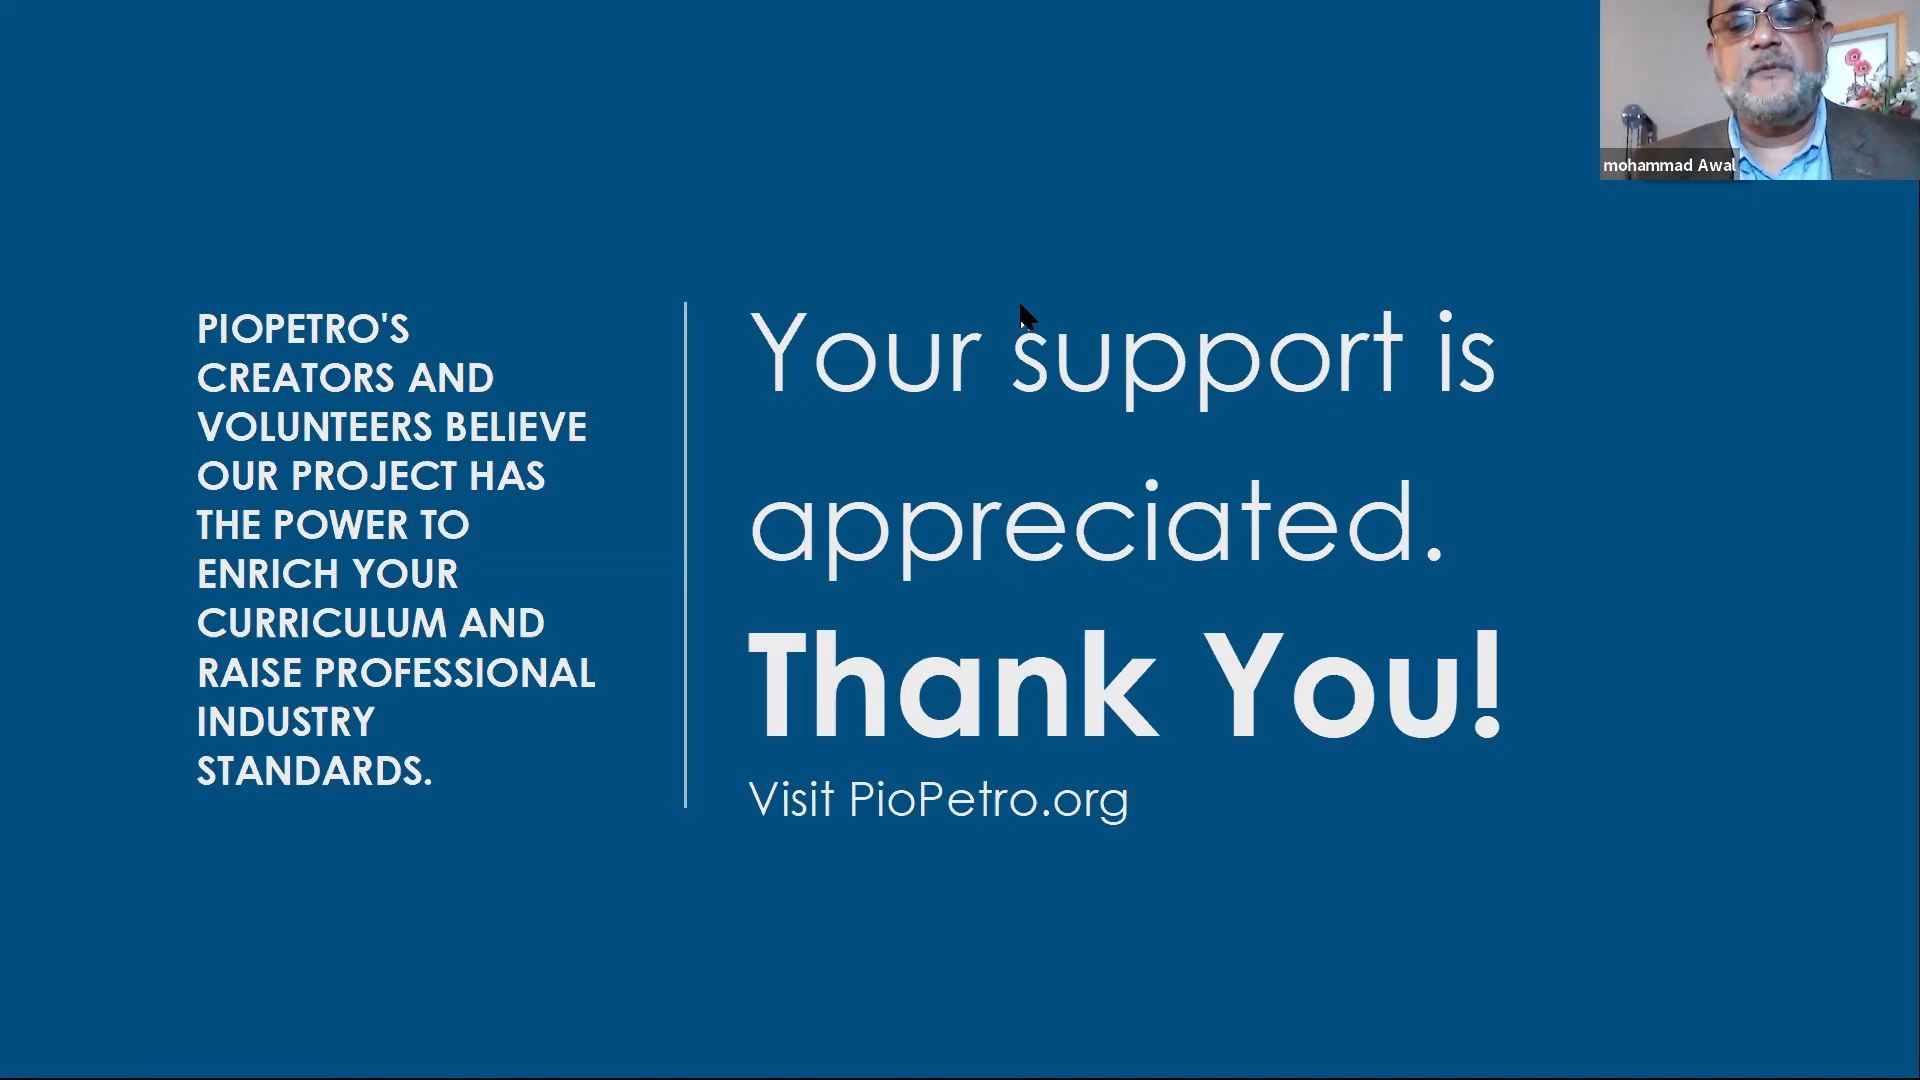 PIOPETRO'S
CREATORS AND
VOLUNTEERS BELIEVE
OUR PROJECT HAS
THE POWER TO
ENRICH YOUR
CURRICULUM AND
RAISE PROFESSIONAL
INDUSTRY
STANDARDS.
Your support is
appreciated.
Thank You!
Visit PioPetro.org
mohammad Awal